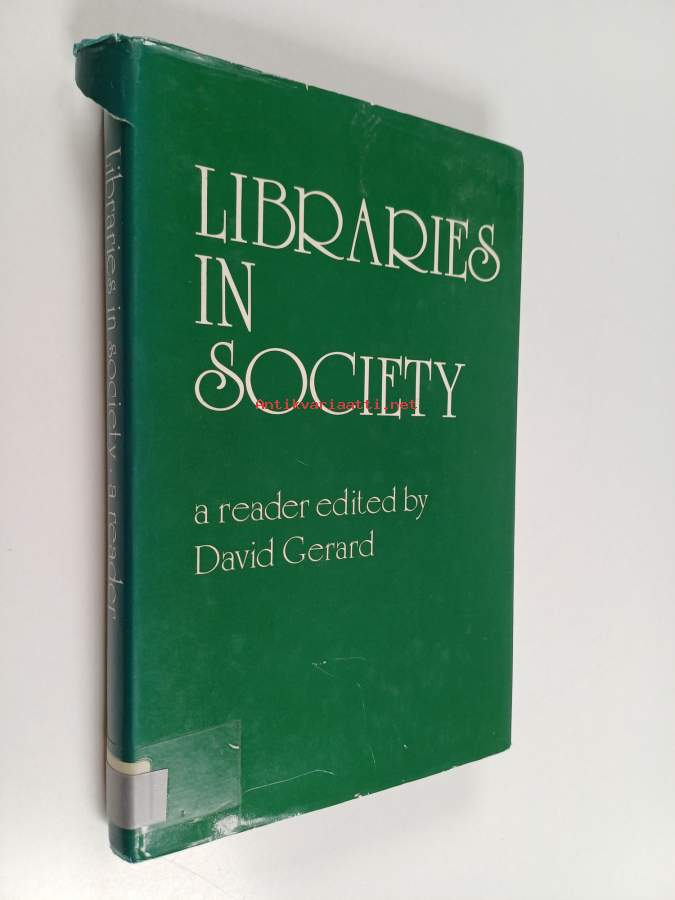 LIBRARIES
IN
SOCIETY
Antikvariaatti.net
a reader edited by
David Gerard
Libraries in society · a reader